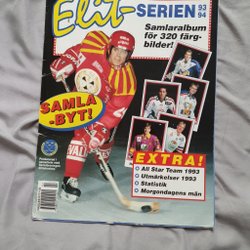 Elit-
SERIEN 93
94
Samlaralbum
för 320 färg-
bilder!
SAMLA-
BYT!
EXTRA!
• All Star Team 1993
• Utmärkelser 1993
• Statistik
• Morgondagens män